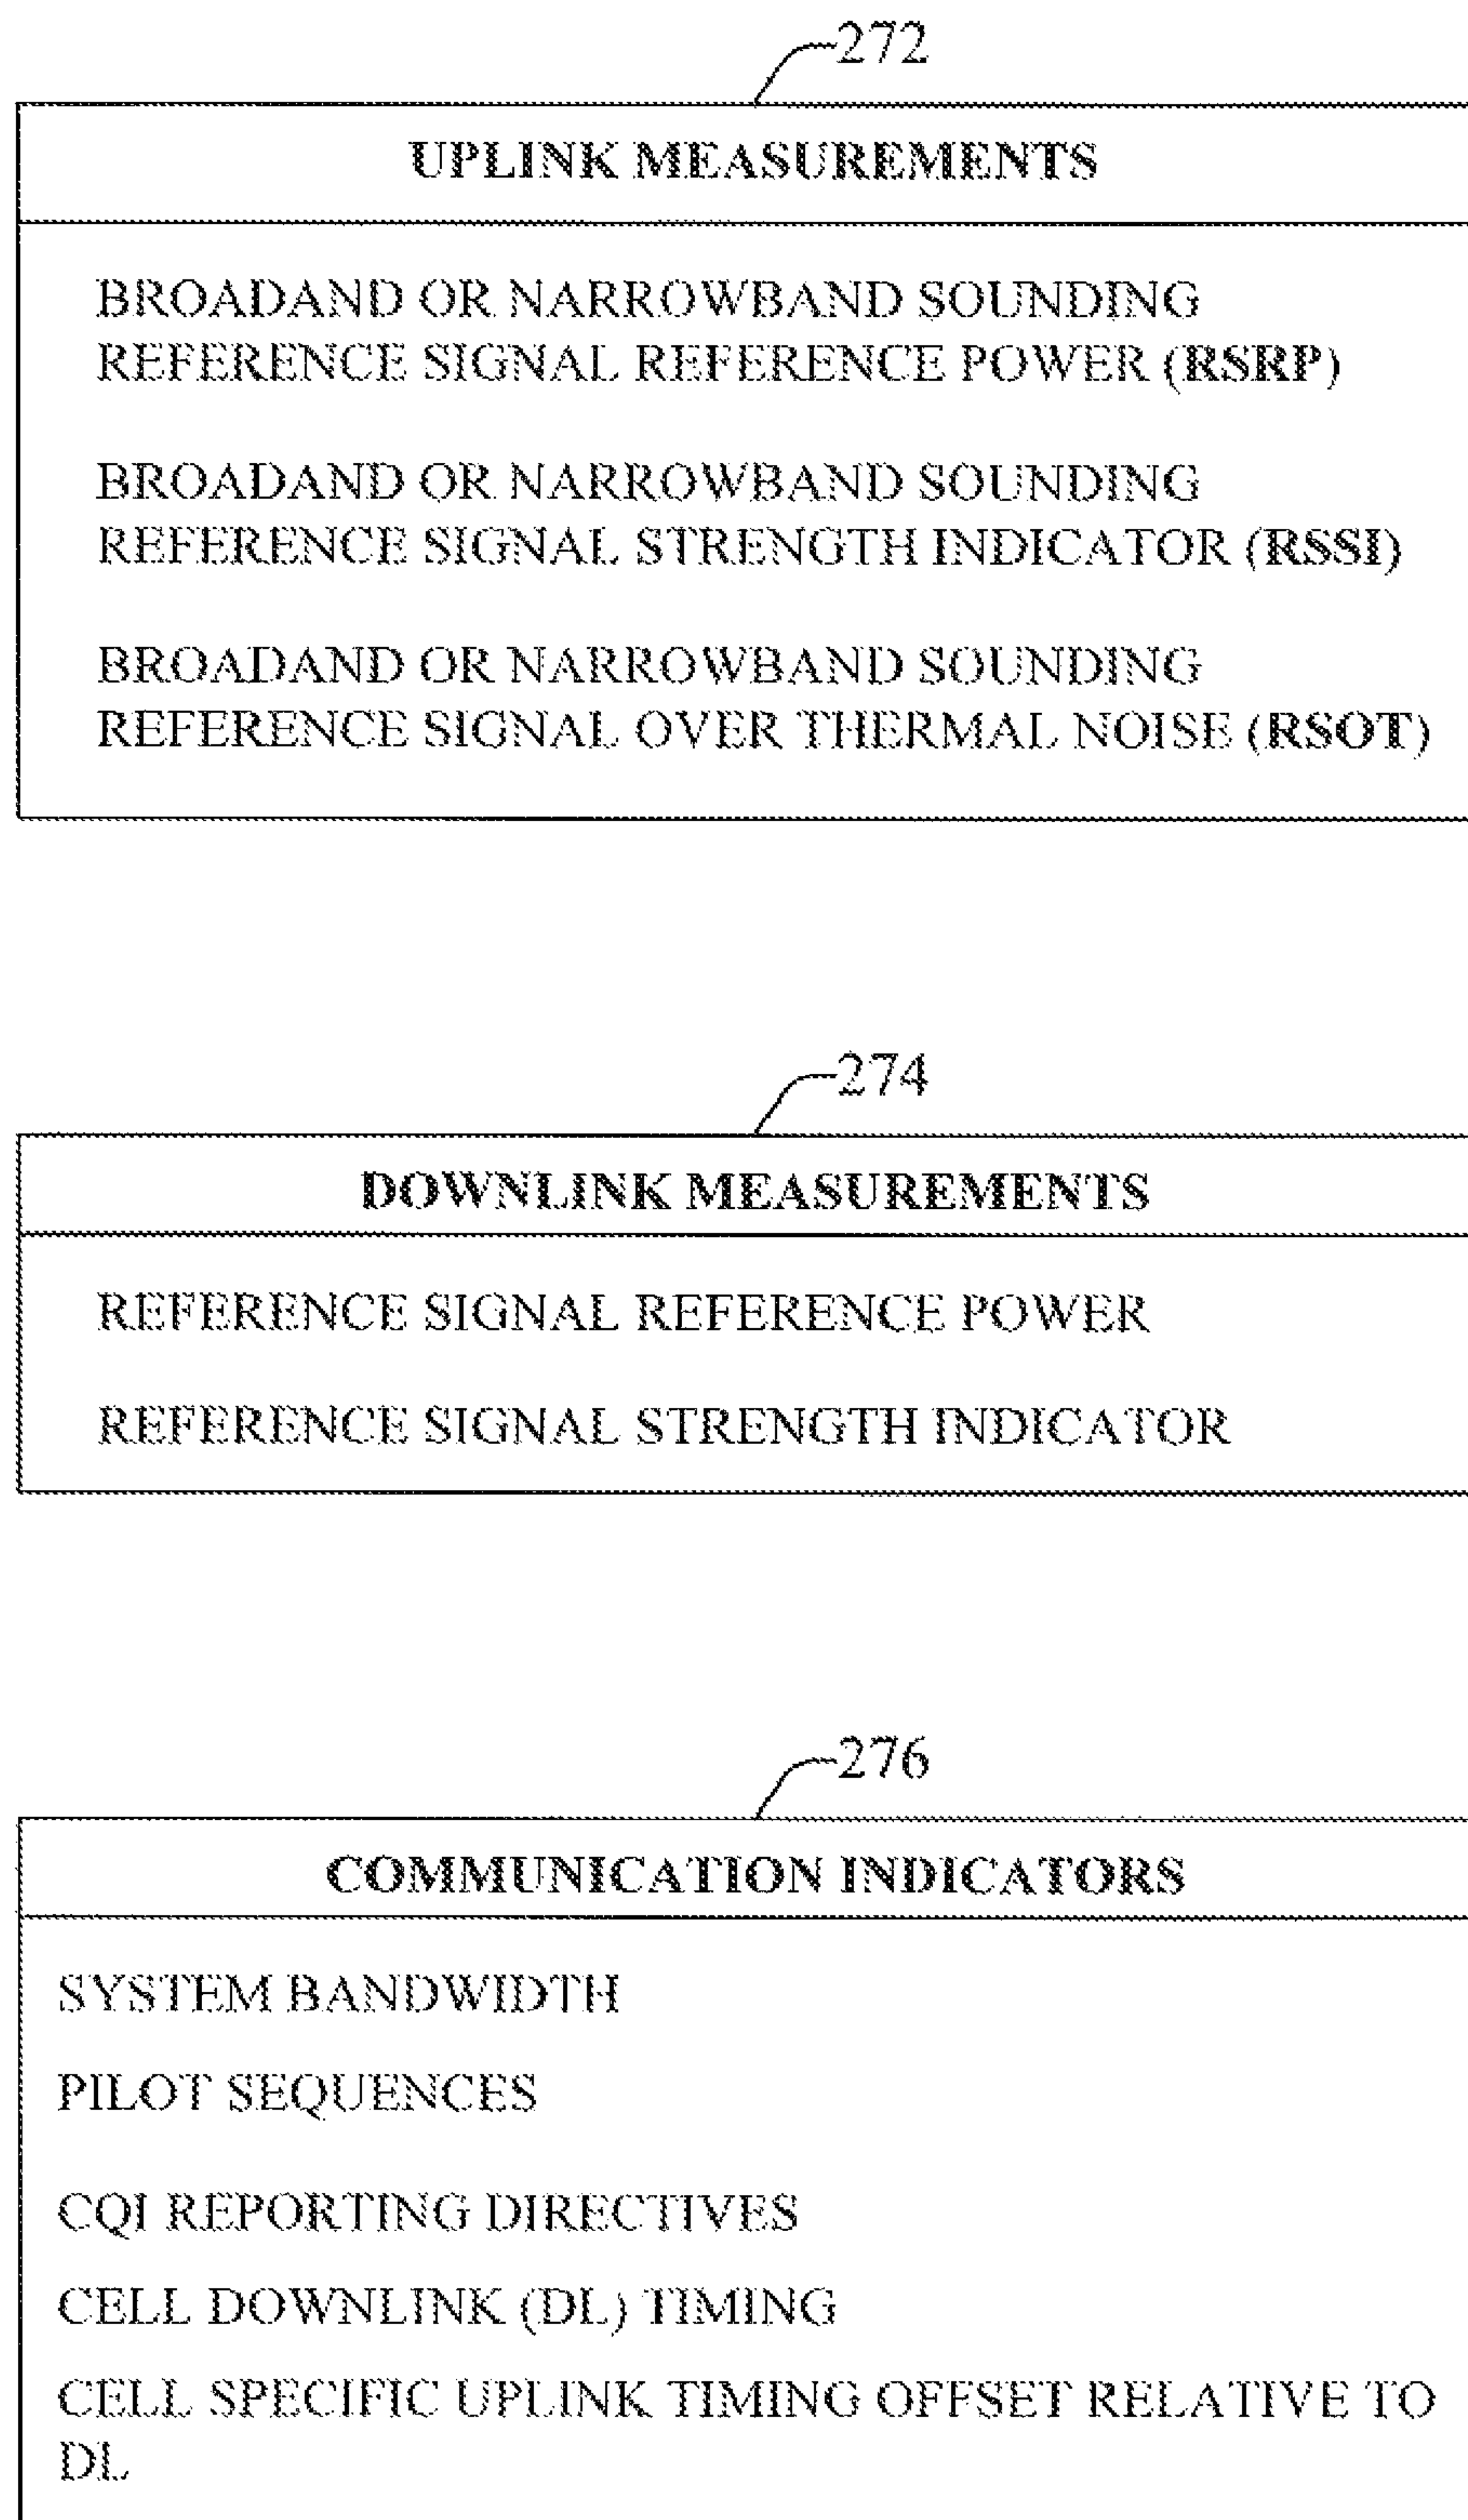 272
UPLINK MEASUREMENTS
BROADAND OR NARROWBAND SOUNDING
REFERENCE SIGNAL REFERENCE POWER (RSRP)
BROADAND OR NARROWBAND SOUNDING
REFERENCE SIGNAL STRENGTH INDICATOR (RSSI)
BROADAND OR NARROWBAND SOUNDING
REFERENCE SIGNAL OVER THERMAL NOISE (RSOT)
274
DOWNLINK MEASUREMENTS
REFERENCE SIGNAL REFERENCE POWER
REFERENCE SIGNAL STRENGTH INDICATOR
276
COMMUNICATION INDICATORS
SYSTEM BANDWIDTH
PILOT SEQUENCES
CQI REPORTING DIRECTIVES
CELL DOWNLINK (DL) TIMING
CELL SPECIFIC UPLINK TIMING OFFSET RELATIVE TO
DL